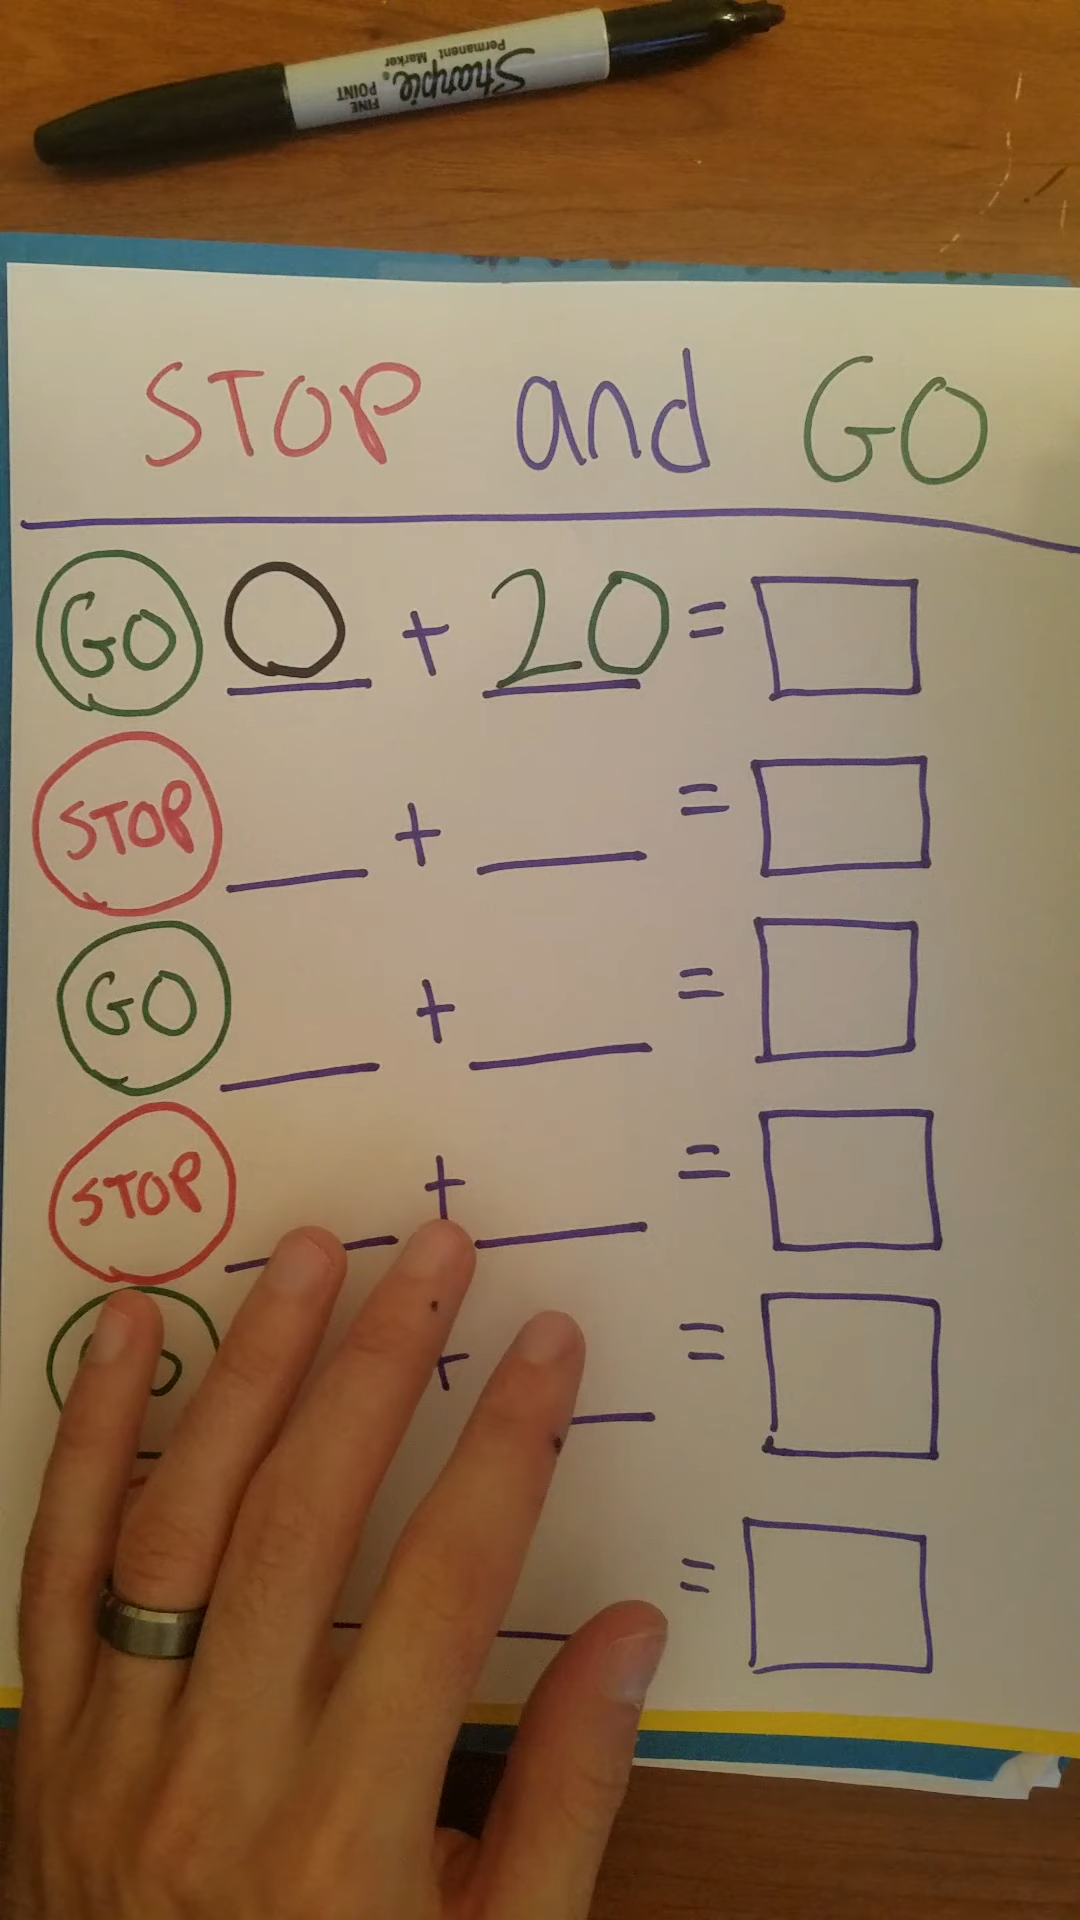 Sharpie
FINE POINT
Permanent Marker
STOP and GO
GO 0 + 20 =
STOP + =
GO + =
STOP + =
+ =
=